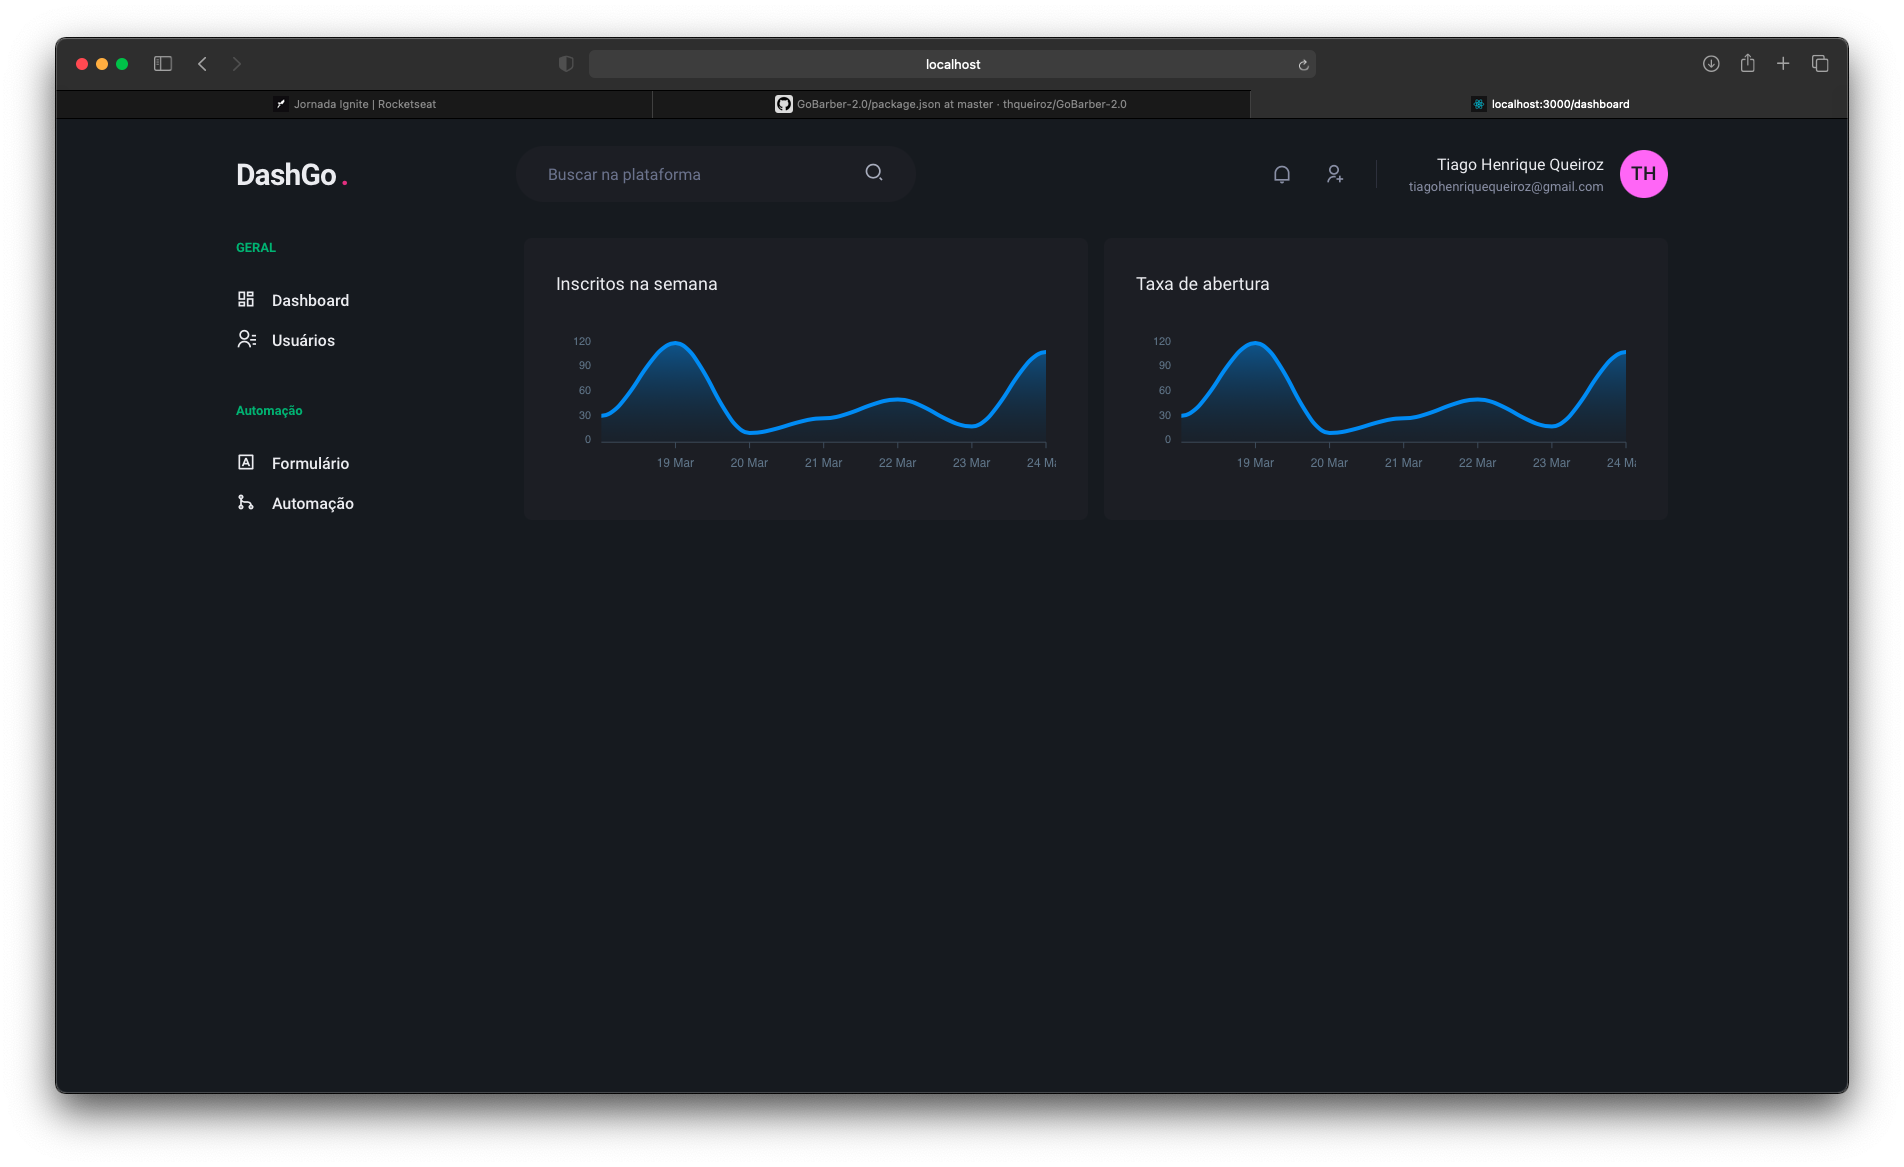 localhost
Jornada Ignite | Rocketseat
GoBarber-2.0/package.json at master · thqueiroz/GoBarber-2.0
localhost:3000/dashboard
DashGo.
Buscar na plataforma
Tiago Henrique Queiroz
tiagohenriquequeiroz@gmail.com
TH
GERAL
Dashboard
Usuários
Automação
Formulário
Automação
Inscritos na semana
120
90
60
30
0
19 Mar 20 Mar 21 Mar 22 Mar 23 Mar 24 Ma
Taxa de abertura
120
90
60
30
0
19 Mar 20 Mar 21 Mar 22 Mar 23 Mar 24 Ma